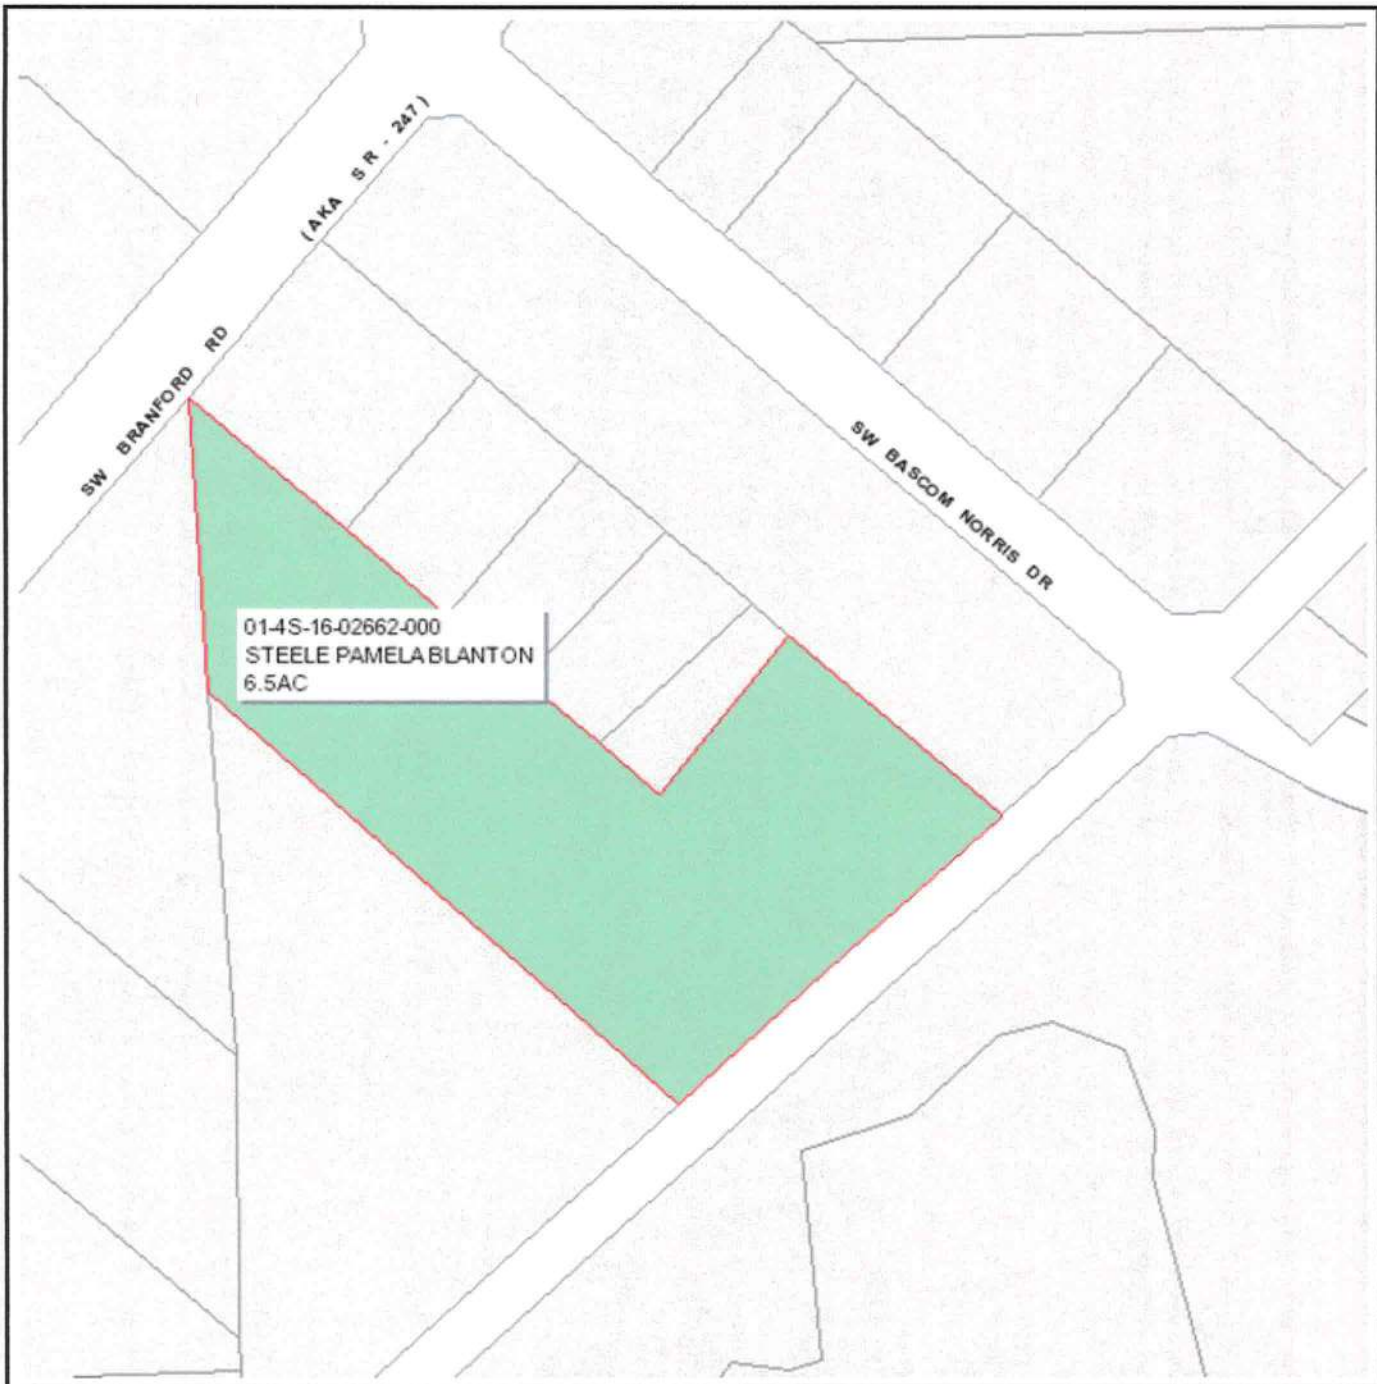 (AKA SR - 247)
SW BRANFORD RD
SW BASCOM NORRIS DR
01-4S-16-02662-000
STEELE PAMELA BLANTON
6.5AC